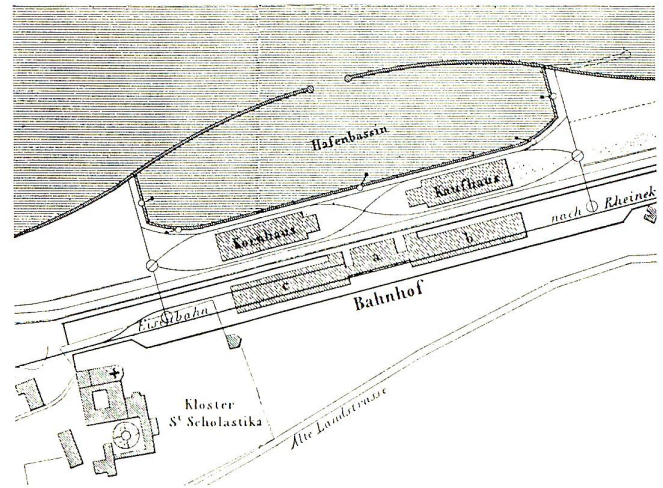 Hafenbassin
Kaufhaus
Kornhaus
nach Rheinek
a
b
c
Bahnhof
Eisenbahn
Kloster
St Scholastika
Alte Landstrasse